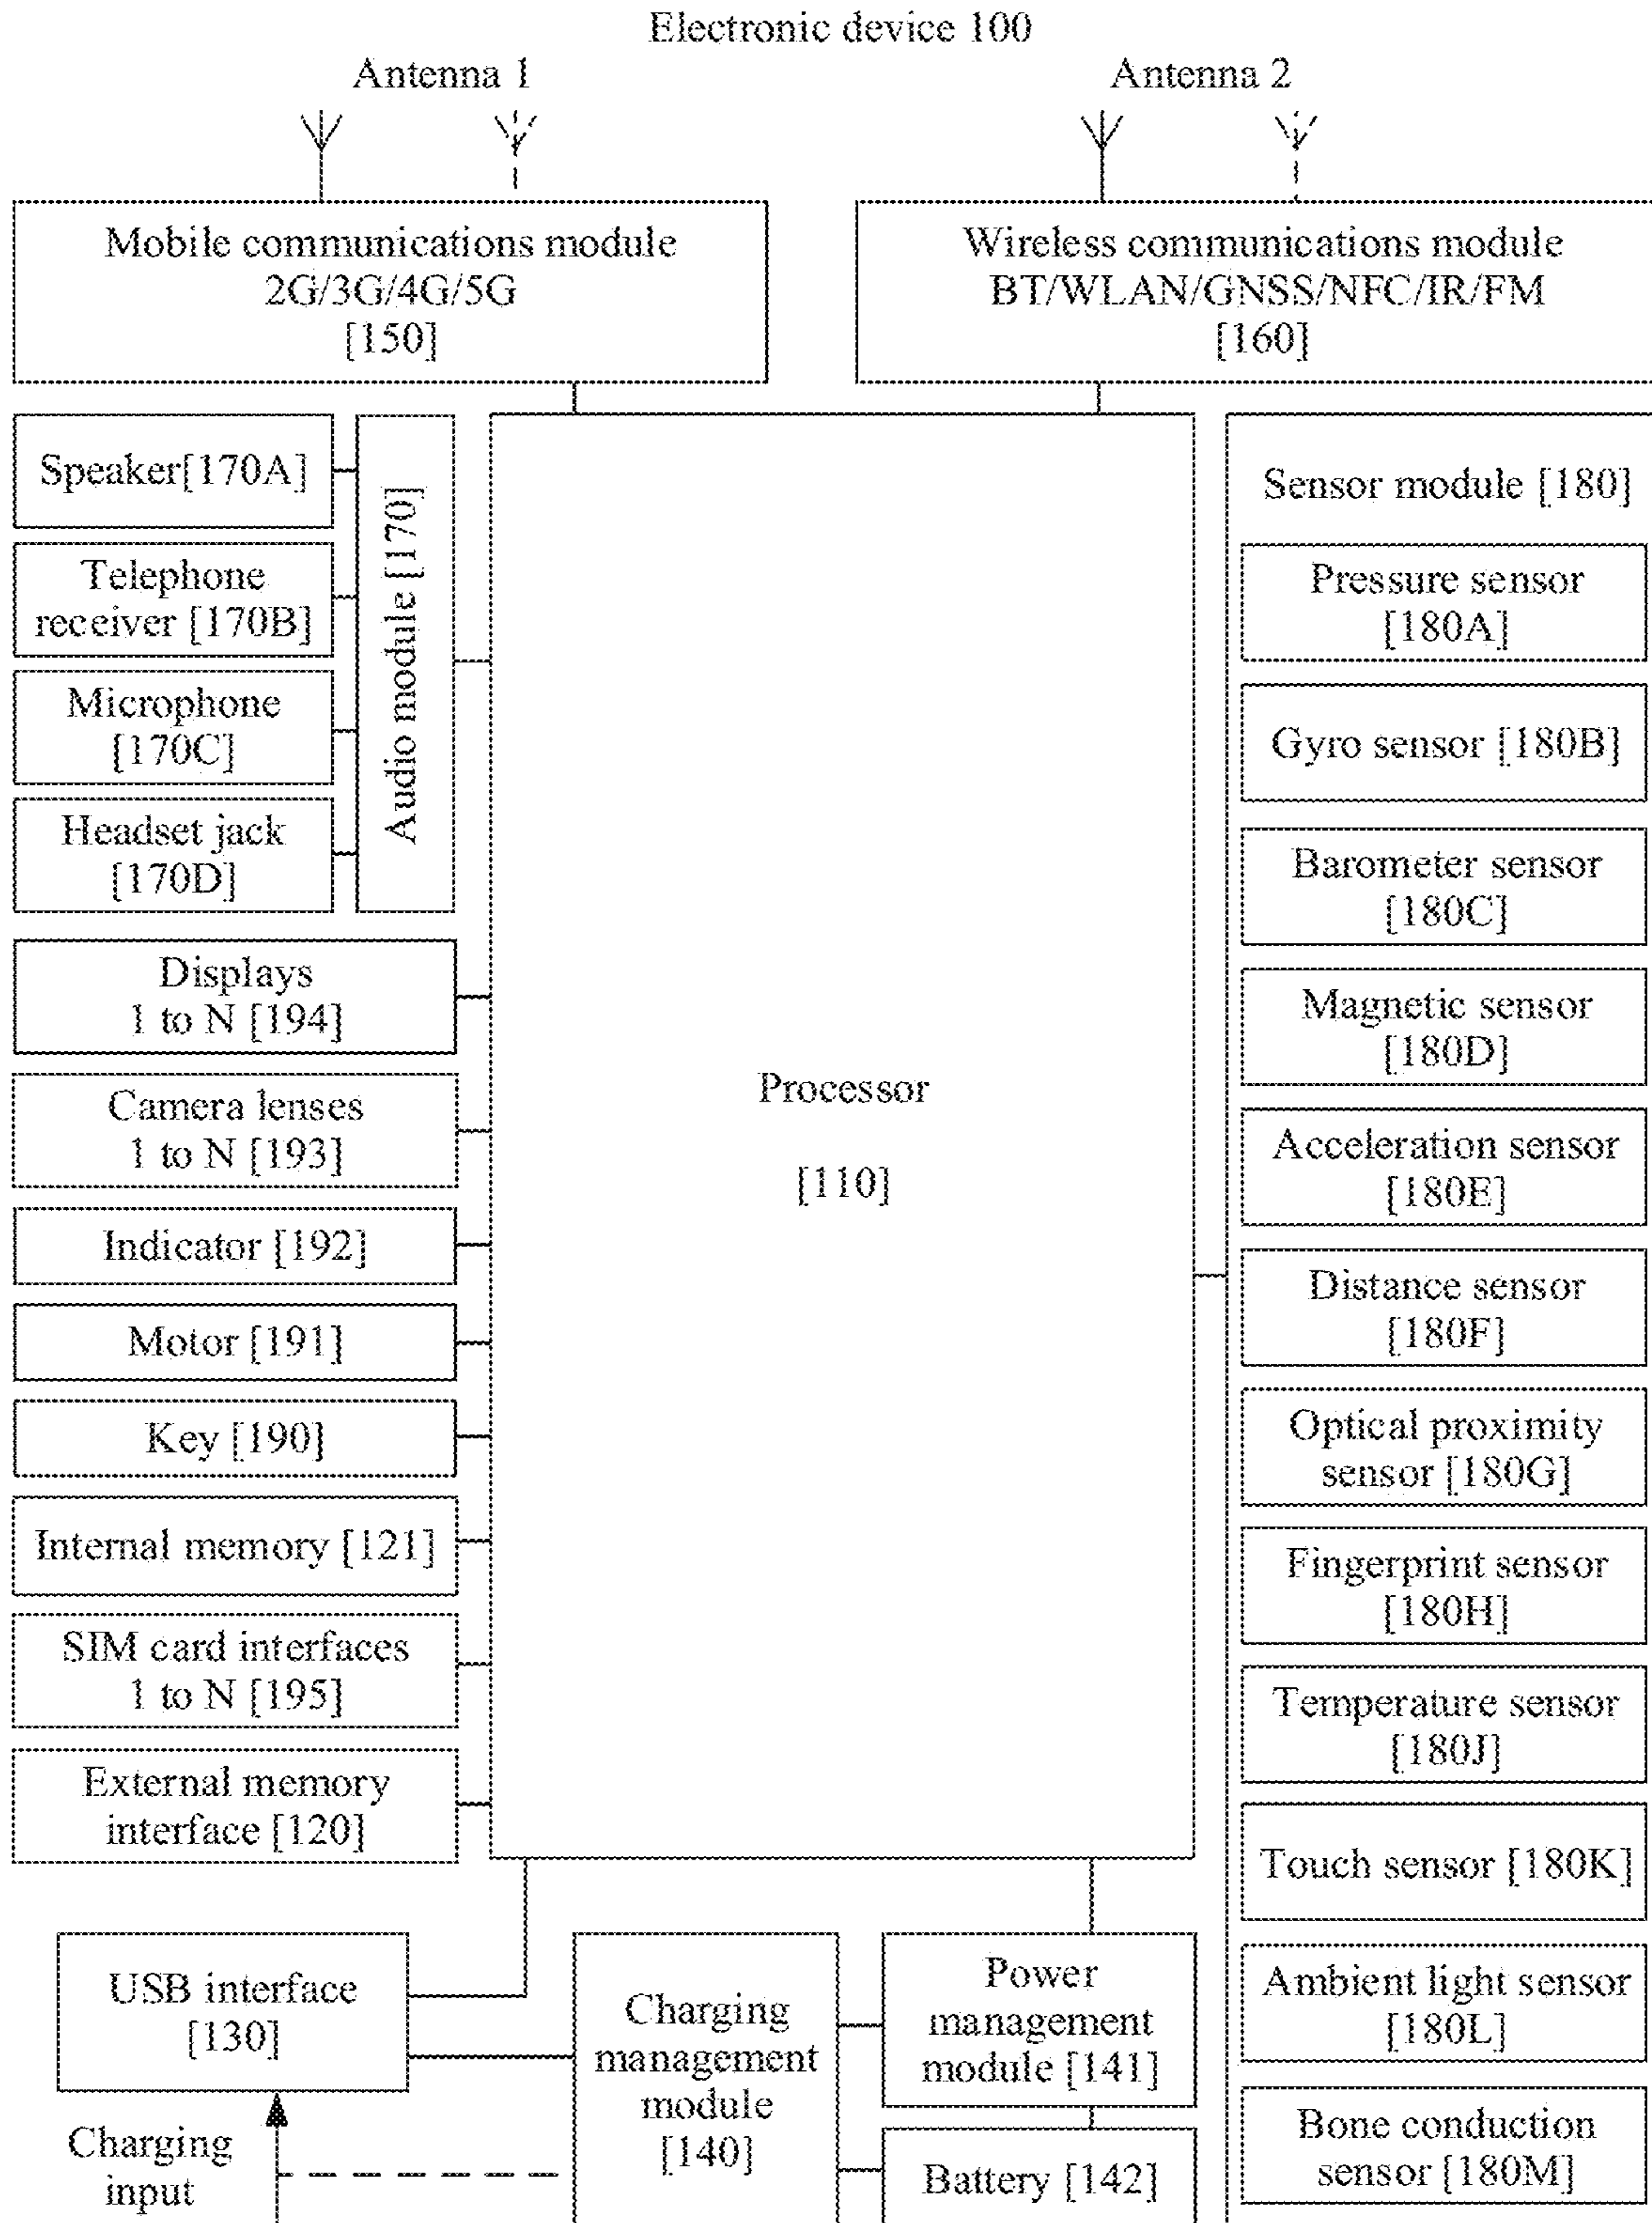 Electronic device 100
Antenna 1
Antenna 2
Mobile communications module
2G/3G/4G/5G
[150]
Wireless communications module
BT/WLAN/GNSS/NFC/IR/FM
[160]
Speaker[170A]
Telephone
receiver [170B]
Microphone
[170C]
Headset jack
[170D]
Audio module [170]
Displays
1 to N [194]
Camera lenses
1 to N [193]
Indicator [192]
Motor [191]
Key [190]
Internal memory [121]
SIM card interfaces
1 to N [195]
External memory
interface [120]
Processor
[110]
Sensor module [180]
Pressure sensor
[180A]
Gyro sensor [180B]
Barometer sensor
[180C]
Magnetic sensor
[180D]
Acceleration sensor
[180E]
Distance sensor
[180F]
Optical proximity
sensor [180G]
Fingerprint sensor
[180H]
Temperature sensor
[180J]
Touch sensor [180K]
Ambient light sensor
[180L]
Bone conduction
sensor [180M]
USB interface
[130]
Charging
input
Charging
management
module
[140]
Power
management
module [141]
Battery [142]